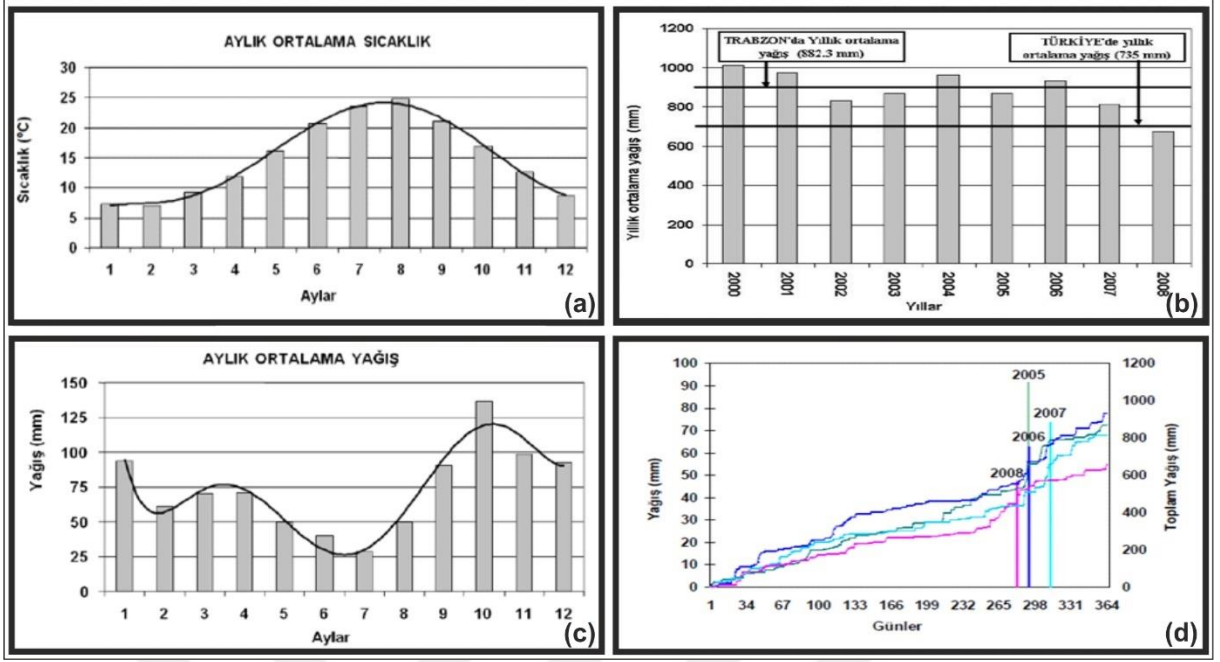 AYLIK ORTALAMA SICAKLIK
Sıcaklık (°C)
30
25
20
15
10
5
0
1 2 3 4 5 6 7 8 9 10 11 12
Aylar
(a)
Yıllık ortalama yağış (mm)
1200
1000
800
600
400
200
0
TRABZON'da Yıllık ortalama
yağış (882.3 mm)
TÜRKİYE'de yıllık
ortalama yağış (735 mm)
2000 2001 2002 2003 2004 2005 2006 2007 2008
Yıllar
(b)
AYLIK ORTALAMA YAĞIŞ
Yağış (mm)
150
125
100
75
50
25
0
1 2 3 4 5 6 7 8 9 10 11 12
Aylar
(c)
Yağış (mm)
100
90
80
70
60
50
40
30
20
10
0
2005
2007
2006
2008
1200
1000
800
600
400
200
0
Toplam Yağış (mm)
1 34 67 100 133 166 199 232 265 298 331 364
Günler
(d)